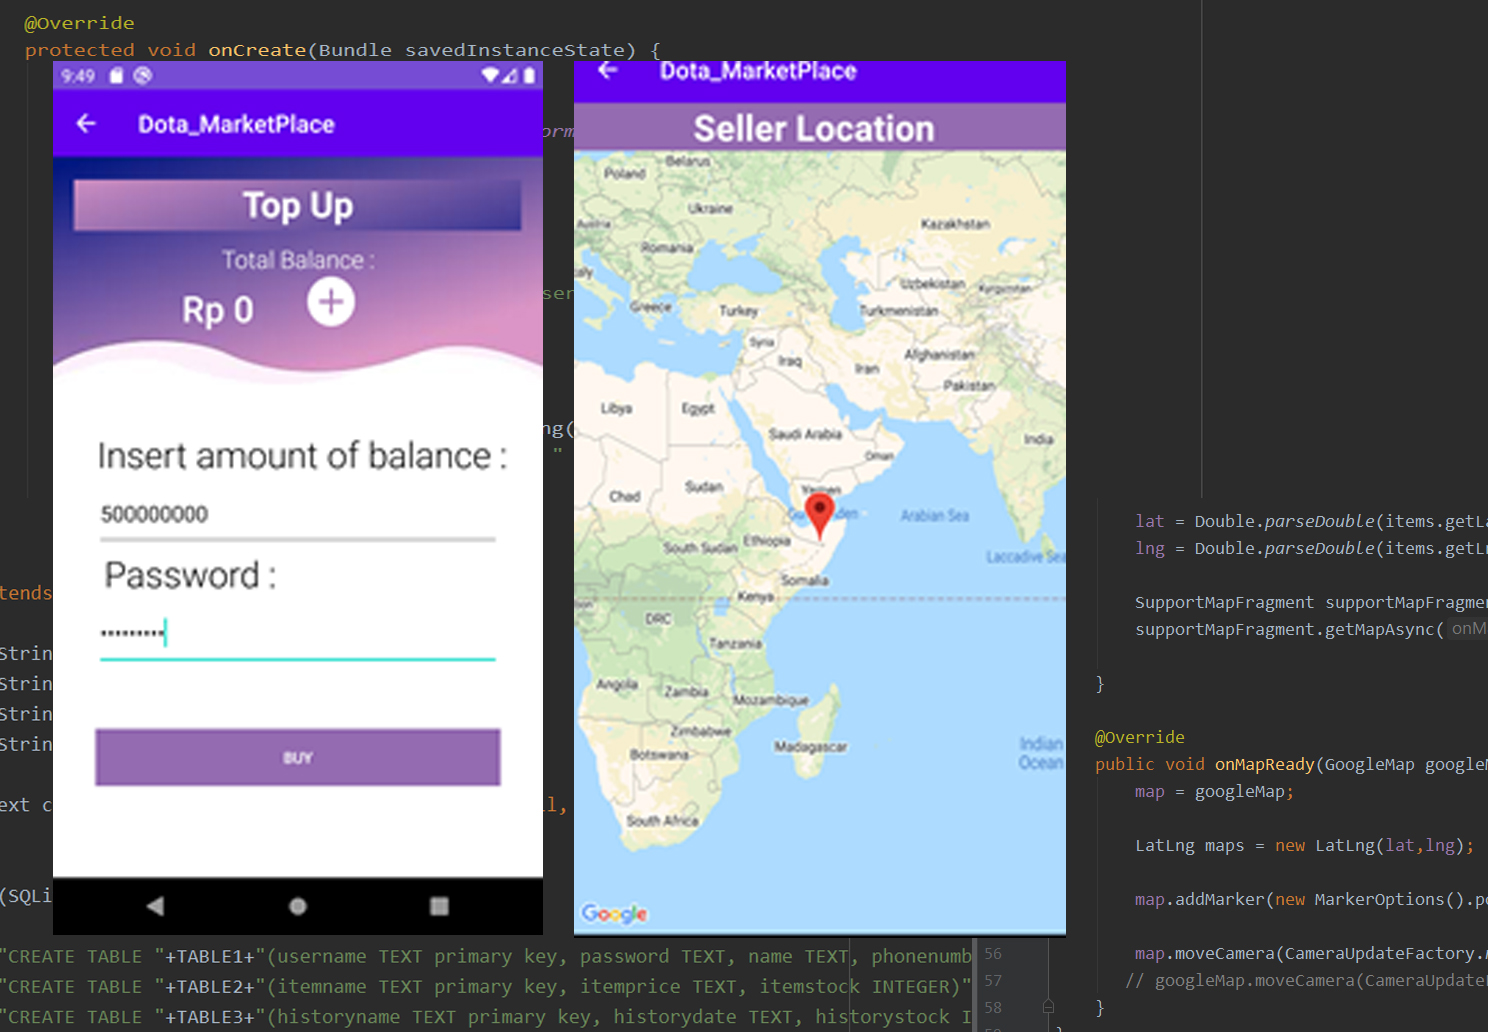 @Override
protected void onCreate(Bundle savedInstanceState) {
9:49
Dota_MarketPlace
Top Up
Total Balance :
Rp 0
Insert amount of balance :
500000000
Password :
•••••••••
BUY
Dota_MarketPlace
Seller Location
Belarus
Poland
Ukraine
Kazakhstan
Austria
Romania
Uzbekistan
Kyrgyzstan
Greece
Turkey
Turkmenistan
Syria
Iraq
Iran
Afghanistan
Pakistan
Libya
Egypt
Saudi Arabia
Oman
India
Chad
Sudan
Yemen
Arabian Sea
South Sudan
Ethiopia
Laccadive Sea
Somalia
Kenya
DRC
Tanzania
Angola
Zambia
Mozambique
Zimbabwe
Madagascar
Botswana
Indian
Ocean
South Africa
Google
orm
ser
ng(
"
tends
Strin
Strin
Strin
Strin
ext c
ll,
(SQLi
"CREATE TABLE "+TABLE1+"(username TEXT primary key, password TEXT, name TEXT, phonenumb
"CREATE TABLE "+TABLE2+"(itemname TEXT primary key, itemprice TEXT, itemstock INTEGER)"
"CREATE TABLE "+TABLE3+"(historyname TEXT primary key, historydate TEXT, historystock I
lat = Double.parseDouble(items.getLa
lng = Double.parseDouble(items.getLn
SupportMapFragment supportMapFragmen
supportMapFragment.getMapAsync( onM
}
@Override
public void onMapReady(GoogleMap googleM
map = googleMap;
LatLng maps = new LatLng(lat,lng);
map.addMarker(new MarkerOptions().po
56 map.moveCamera(CameraUpdateFactory.n
57 // googleMap.moveCamera(CameraUpdateF
58 }